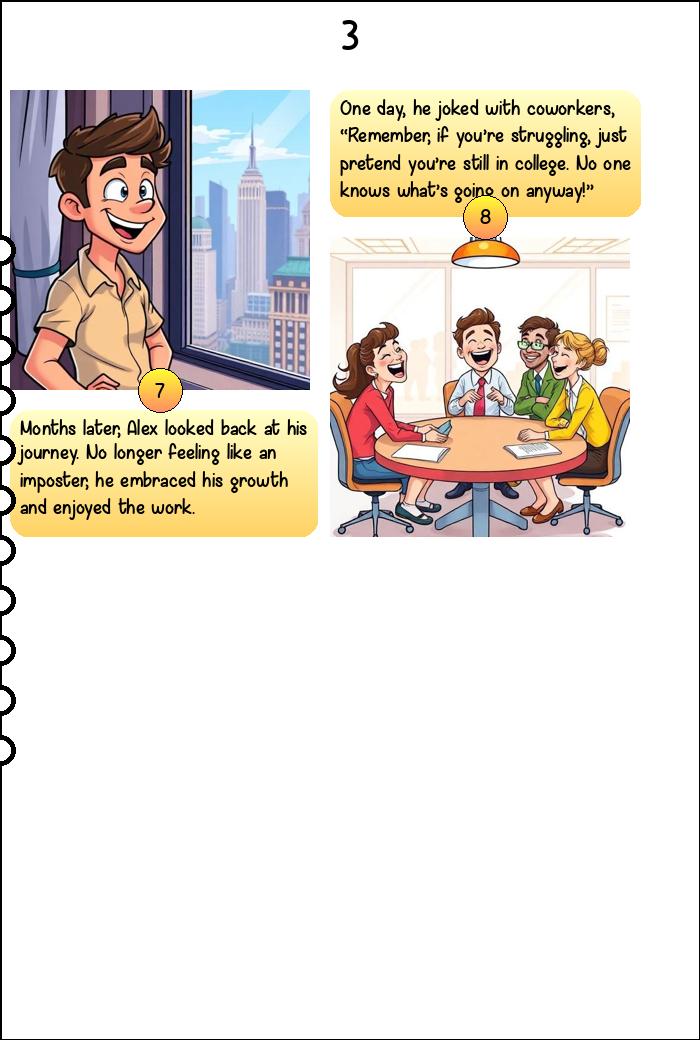 3
7
Months later, Alex looked back at his
journey. No longer feeling like an
imposter, he embraced his growth
and enjoyed the work.
One day, he joked with coworkers,
“Remember, if you’re struggling, just
pretend you’re still in college. No one
knows what’s going on anyway!”
8